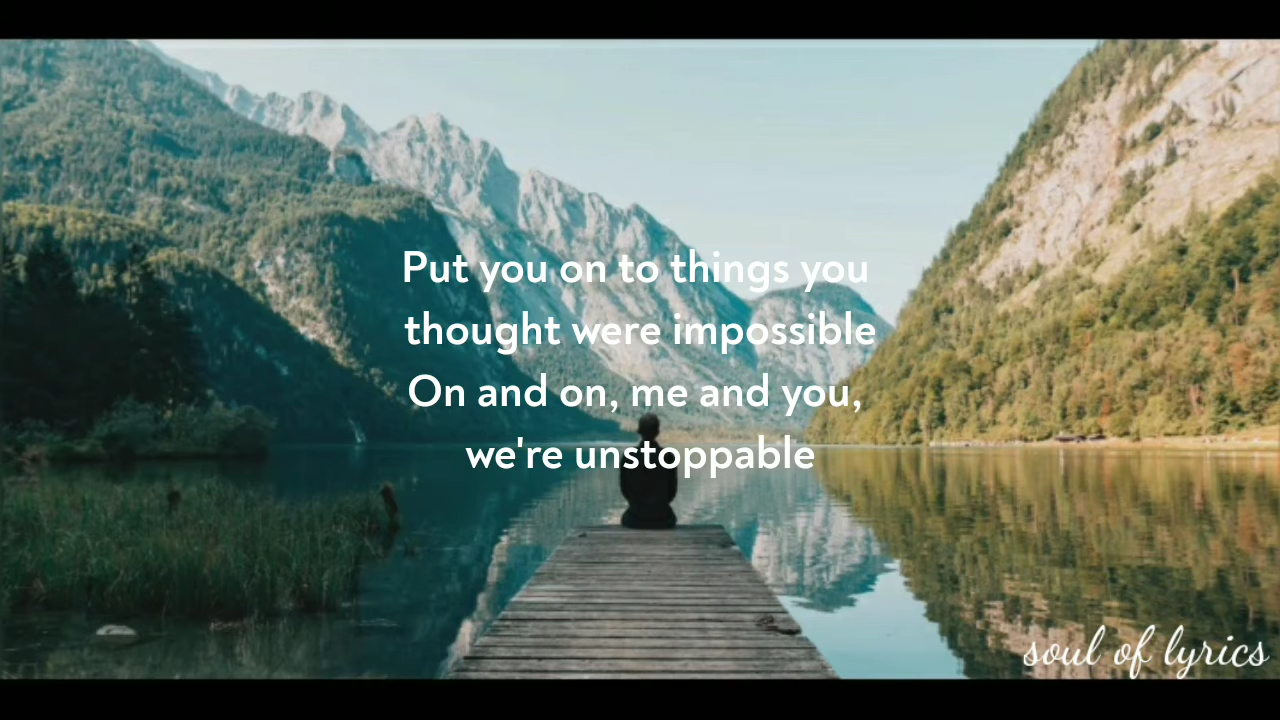 Put you on to things you
thought were impossible
On and on, me and you,
we're unstoppable
soul of lyrics